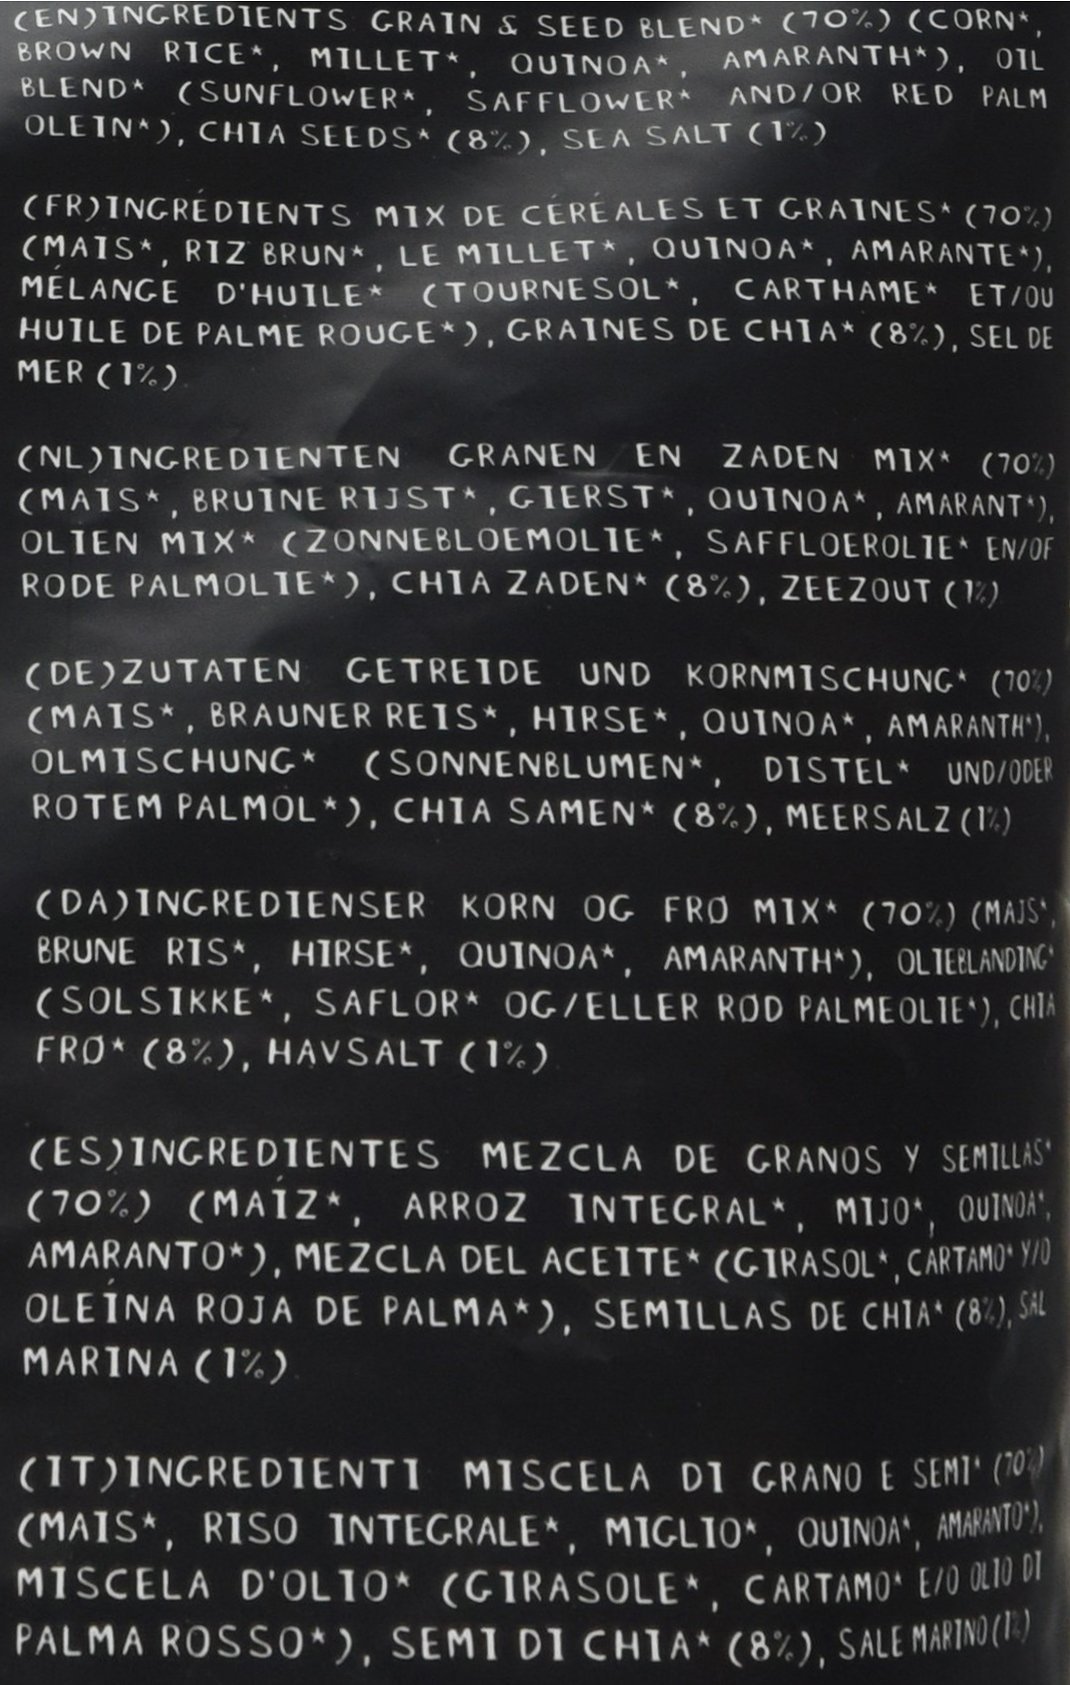 (EN)INGREDIENTS GRAIN & SEED BLEND* (70%) (CORN*,
BROWN RICE*, MILLET*, QUINOA*, AMARANTH*), OIL
BLEND* (SUNFLOWER*, SAFFLOWER* AND/OR RED PALM
OLEIN*), CHIA SEEDS* (8%), SEA SALT (1%)
(FR)INGRÉDIENTS MIX DE CÉRÉALES ET GRAINES* (70%)
(MAIS*, RIZ BRUN*, LE MILLET*, QUINOA*, AMARANTE*),
MÉLANGE D'HUILE* (TOURNESOL*, CARTHAME* ET/OU
HUILE DE PALME ROUGE*), GRAINES DE CHIA* (8%), SEL DE
MER (1%)
(NL)INGREDIENTEN GRANEN EN ZADEN MIX* (70%)
(MAIS*, BRUINE RIJST*, GIERST*, QUINOA*, AMARANT*),
OLIEN MIX* (ZONNEBLOEMOLIE*, SAFFLOEROLIE* EN/OF
RODE PALMOLIE*), CHIA ZADEN* (8%), ZEEZOUT (1%)
(DE)ZUTATEN GETREIDE UND KORNMISCHUNG* (70%)
(MAIS*, BRAUNER REIS*, HIRSE*, QUINOA*, AMARANTH*),
OLMISCHUNG* (SONNENBLUMEN*, DISTEL* UND/ODER
ROTEM PALMOL*), CHIA SAMEN* (8%), MEERSALZ (1%)
(DA)INGREDIENSER KORN OG FRØ MIX* (70%) (MAJS*,
BRUNE RIS*, HIRSE*, QUINOA*, AMARANTH*), OLIEBLANDING*
(SOLSIKKE*, SAFLOR* OG/ELLER RØD PALMEOLIE*), CHIA
FRØ* (8%), HAVSALT (1%)
(ES)INGREDIENTES MEZCLA DE GRANOS Y SEMILLAS*
(70%) (MAÍZ*, ARROZ INTEGRAL*, MIJO*, QUINOA*,
AMARANTO*), MEZCLA DEL ACEITE* (GIRASOL*, CARTAMO* Y/O
OLEÍNA ROJA DE PALMA*), SEMILLAS DE CHIA* (8%), SAL
MARINA (1%)
(IT)INGREDIENTI MISCELA DI GRANO E SEMI* (70%)
(MAIS*, RISO INTEGRALE*, MIGLIO*, QUINOA*, AMARANTO*),
MISCELA D'OLIO* (GIRASOLE*, CARTAMO* E/O OLIO DI
PALMA ROSSO*), SEMI DI CHIA* (8%), SALE MARINO (1%)